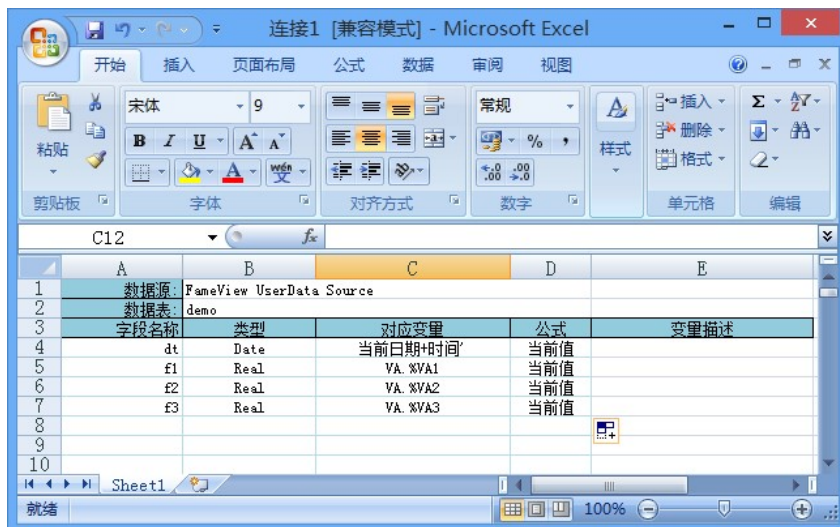 连接1 [兼容模式] - Microsoft Excel
开始 插入 页面布局 公式 数据 审阅 视图
宋体 9 常规 插入
粘贴 B I U A A wén 变 % , 样式 删除 Σ
格式
剪贴板 字体 对齐方式 数字 单元格 编辑
C12 fx
A B C D E
1 数据源: FameView UserData Source
2 数据表: demo
3 字段名称 类型 对应变量 公式 变量描述
4 dt Date 当前日期+时间' 当前值
5 f1 Real VA.%VA1 当前值
6 f2 Real VA.%VA2 当前值
7 f3 Real VA.%VA3 当前值
8
9
10
Sheet1
就绪 100%